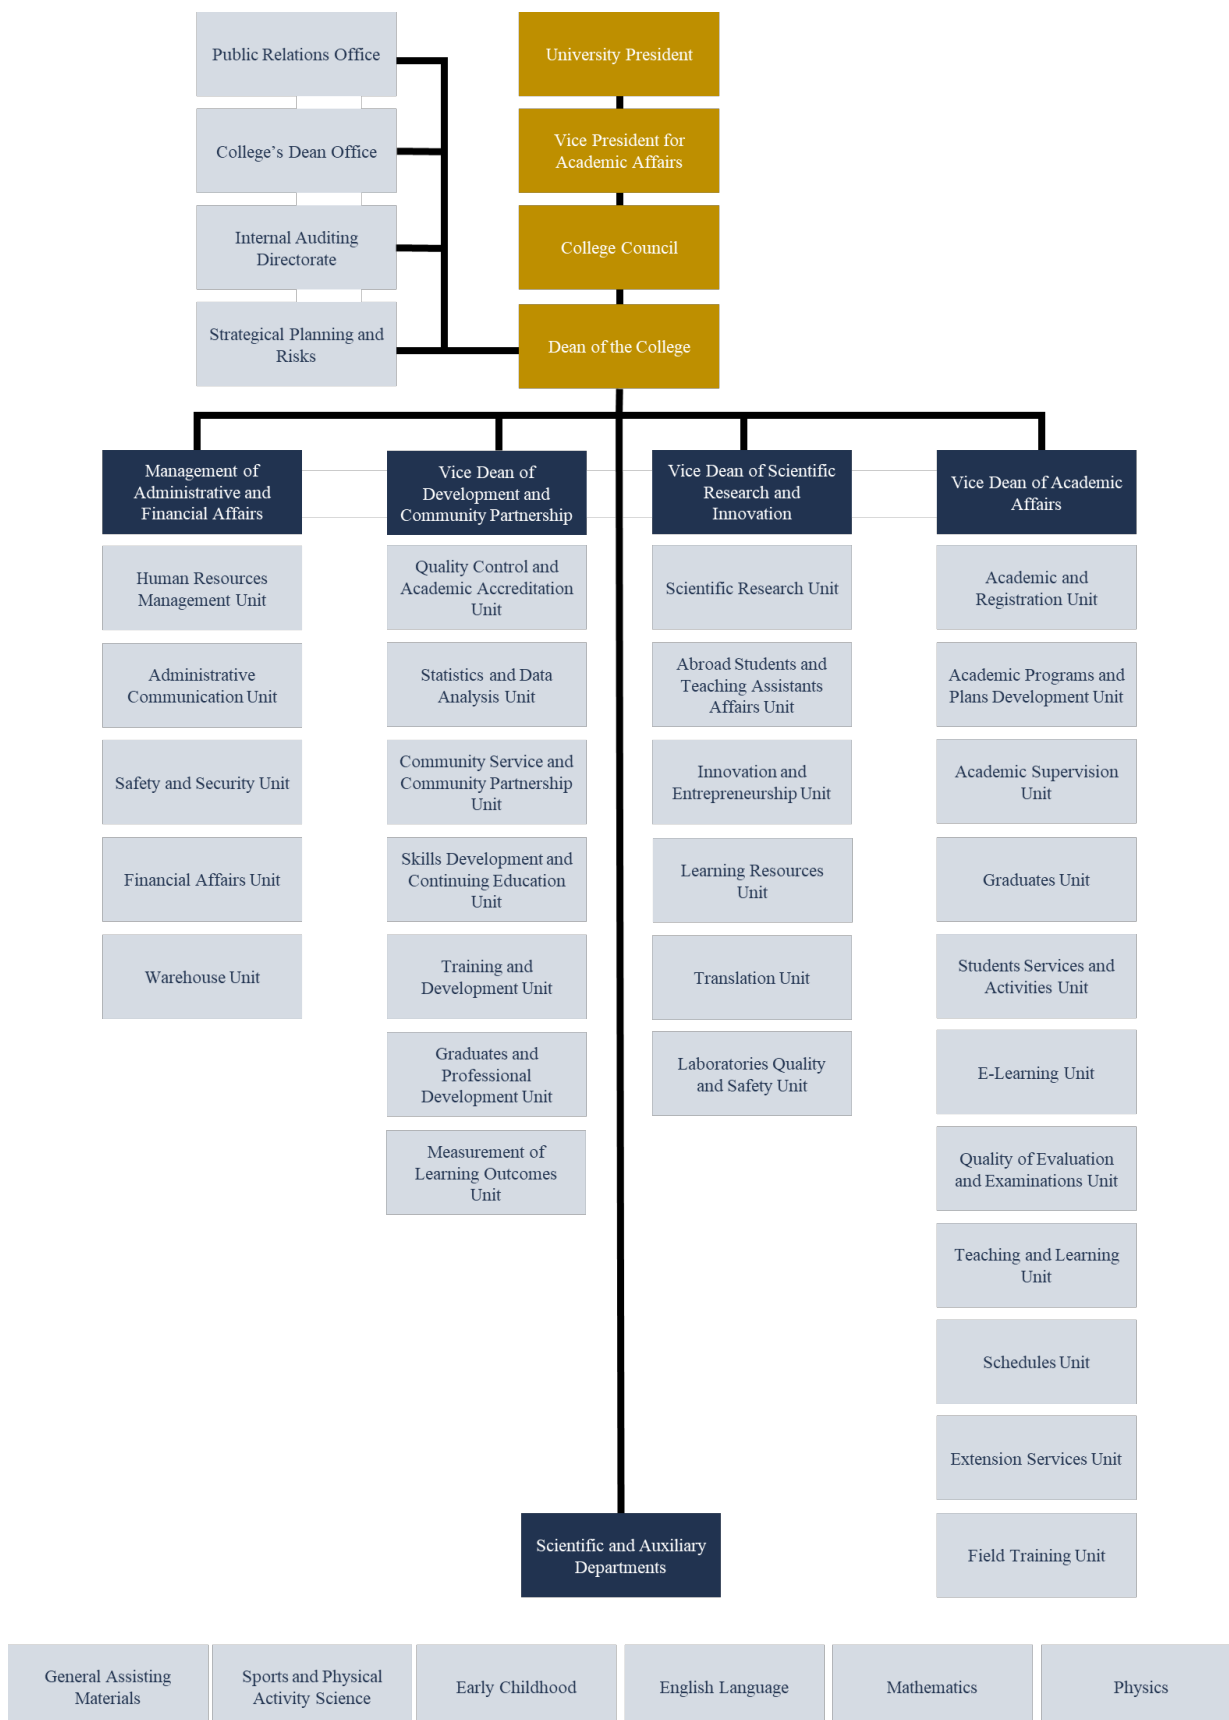 Public Relations Office
College’s Dean Office
Internal Auditing
Directorate
Strategical Planning and
Risks
University President
Vice President for
Academic Affairs
College Council
Dean of the College
Management of
Administrative and
Financial Affairs
Human Resources
Management Unit
Administrative
Communication Unit
Safety and Security Unit
Financial Affairs Unit
Warehouse Unit
Vice Dean of
Development and
Community Partnership
Quality Control and
Academic Accreditation
Unit
Statistics and Data
Analysis Unit
Community Service and
Community Partnership
Unit
Skills Development and
Continuing Education
Unit
Training and
Development Unit
Graduates and
Professional
Development Unit
Measurement of
Learning Outcomes
Unit
Vice Dean of Scientific
Research and
Innovation
Scientific Research Unit
Abroad Students and
Teaching Assistants
Affairs Unit
Innovation and
Entrepreneurship Unit
Learning Resources
Unit
Translation Unit
Laboratories Quality
and Safety Unit
Vice Dean of Academic
Affairs
Academic and
Registration Unit
Academic Programs and
Plans Development Unit
Academic Supervision
Unit
Graduates Unit
Students Services and
Activities Unit
E-Learning Unit
Quality of Evaluation
and Examinations Unit
Teaching and Learning
Unit
Schedules Unit
Extension Services Unit
Field Training Unit
Scientific and Auxiliary
Departments
General Assisting
Materials
Sports and Physical
Activity Science
Early Childhood
English Language
Mathematics
Physics